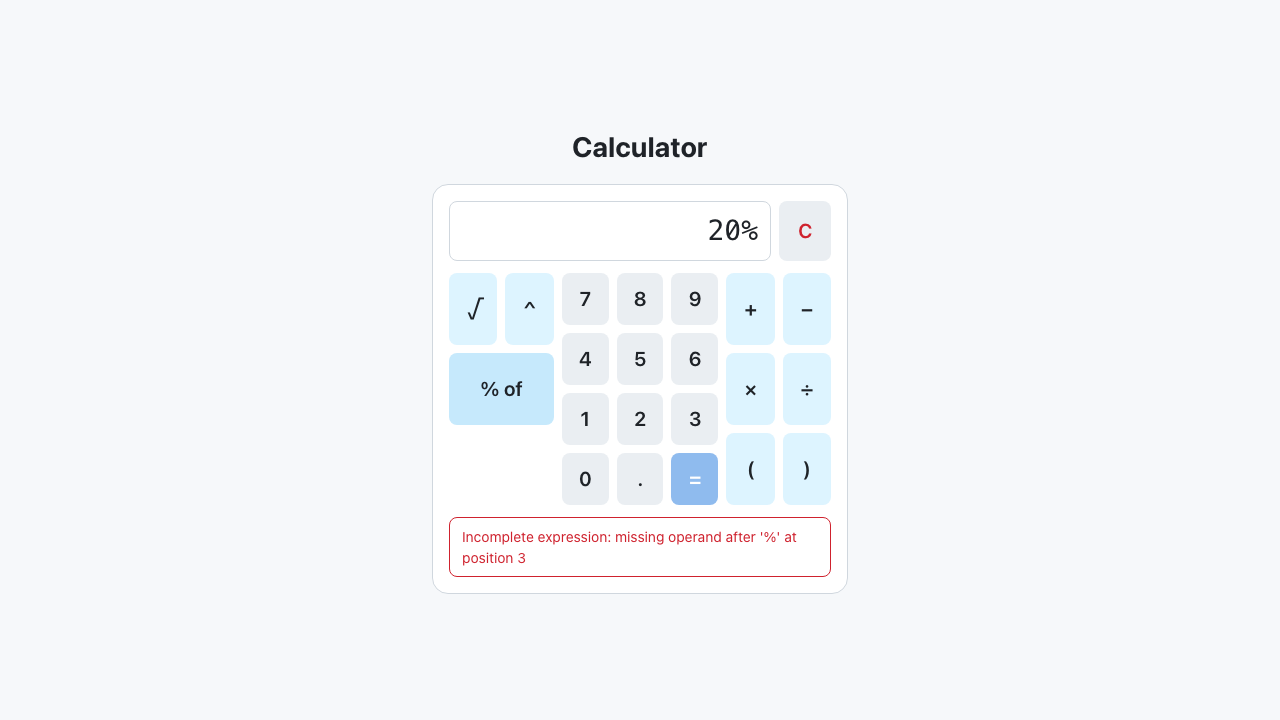 Calculator
20%
C
√ ^ 7 8 9 + −
4 5 6
% of × ÷
1 2 3
( )
0 . =
Incomplete expression: missing operand after '%' at
position 3